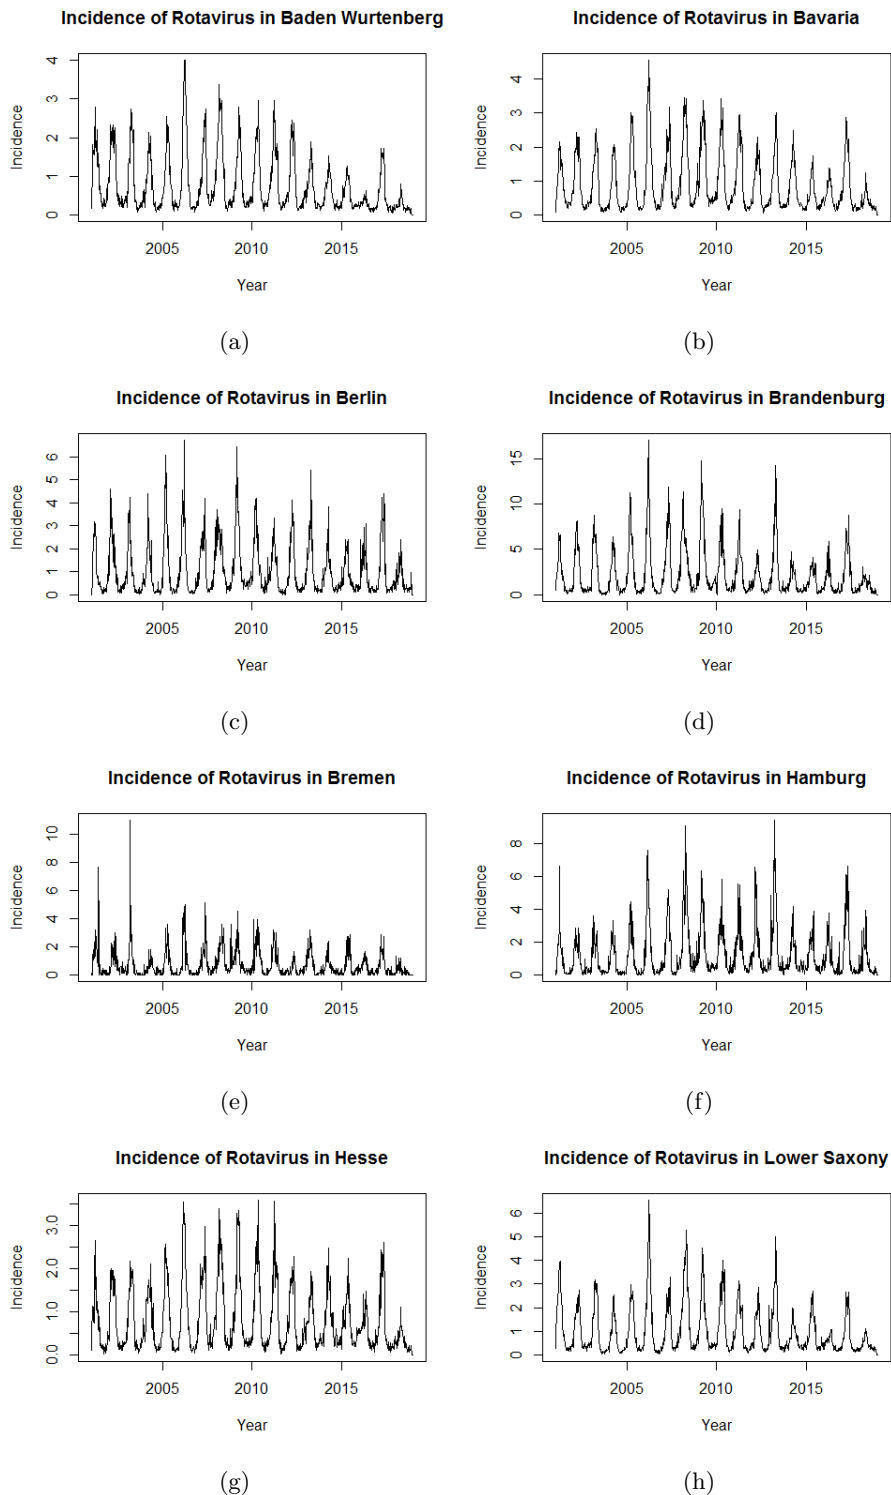 Incidence of Rotavirus in Baden Wurtenberg
Incidence
4
3
2
1
0
2005 2010 2015
Year
(a)
Incidence of Rotavirus in Bavaria
Incidence
4
3
2
1
0
2005 2010 2015
Year
(b)
Incidence of Rotavirus in Berlin
Incidence
6
5
4
3
2
1
0
2005 2010 2015
Year
(c)
Incidence of Rotavirus in Brandenburg
Incidence
15
10
5
0
2005 2010 2015
Year
(d)
Incidence of Rotavirus in Bremen
Incidence
10
8
6
4
2
0
2005 2010 2015
Year
(e)
Incidence of Rotavirus in Hamburg
Incidence
8
6
4
2
0
2005 2010 2015
Year
(f)
Incidence of Rotavirus in Hesse
Incidence
3.0
2.0
1.0
0.0
2005 2010 2015
Year
(g)
Incidence of Rotavirus in Lower Saxony
Incidence
6
5
4
3
2
1
0
2005 2010 2015
Year
(h)